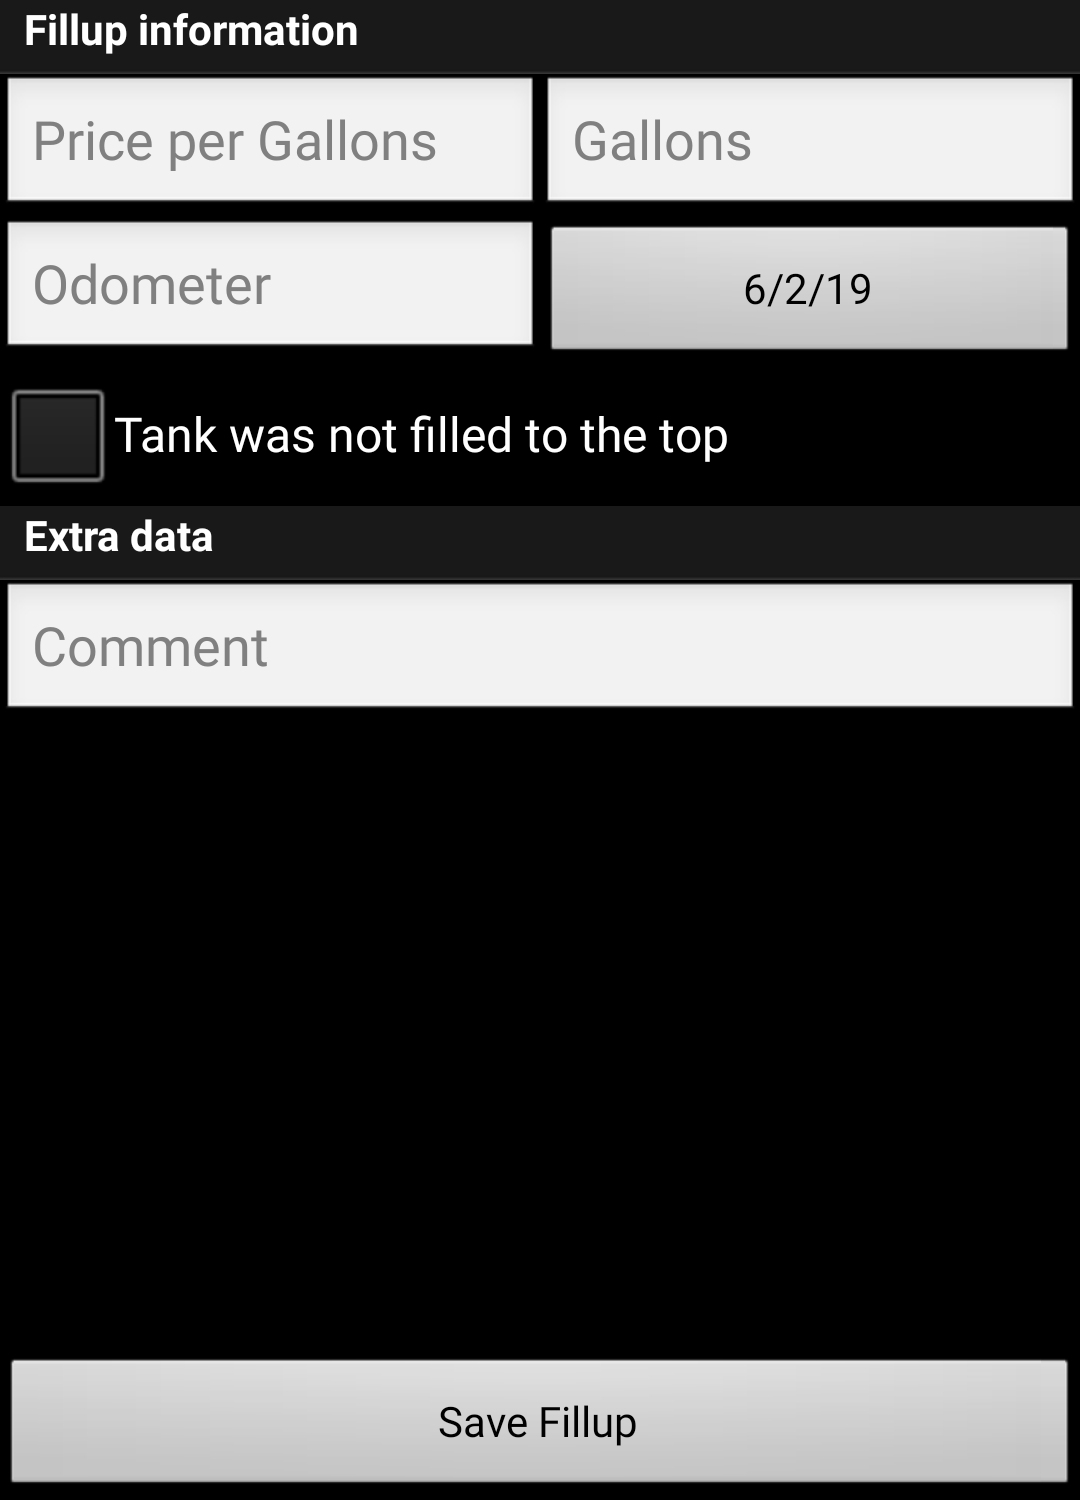 Fillup information
Price per Gallons
Gallons
Odometer
6/2/19
Tank was not filled to the top
Extra data
Comment
Save Fillup